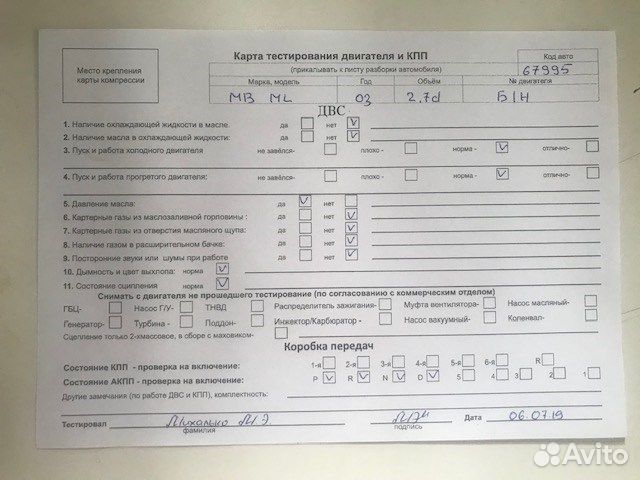 Место крепления
карты компрессии
Карта тестирования двигателя и КПП
(прикалывать к листу разборки автомобиля)
Код авто
67995
Марка, модель Год Объём № двигателя
МВ ML 03 2,7d Б/Н
ДВС
1. Наличие охлаждающей жидкости в масле. да нет V
2. Наличие масла в охлаждающей жидкости: да нет V
3. Пуск и работа холодного двигателя не завёлся- плохо - норма - V отлично-
4. Пуск и работа прогретого двигателя: не завёлся- плохо - норма - V отлично-
5. Давление масла: да V нет
6. Картерные газы из маслозаливной горловины : да нет V
7. Картерные газы из отверстия масляного щупа: да нет V
8. Наличие газом в расширительном бачке: да нет V
9. Посторонние звуки или шумы при работе да нет V
10. Дымность и цвет выхлопа: норма V
11. Состояние сцепления норма V
Снимать с двигателя не прошедшего тестирование (по согласованию с коммерческим отделом)
ГБЦ- Насос Г/У- ТНВД Распределитель зажигания- Муфта вентилятора- Насос масляный-
Генератор- Турбина - Поддон- Инжектор/Карбюратор - Насос вакуумный- Коленвал-
Сцепление только 2-хмассовое, в сборе с маховиком-
Коробка передач
Состояние КПП - проверка на включение: 1-я 2-я 3-я 4-я 5-я 6-я R
Состояние АКПП - проверка на включение: P V R V N V D V 5 4 3 2 1
Другие замечания (по работе ДВС и КПП), комплектность:
Тестировал Михалько М.Э. Дата 06.07.19
фамилия подпись
Avito